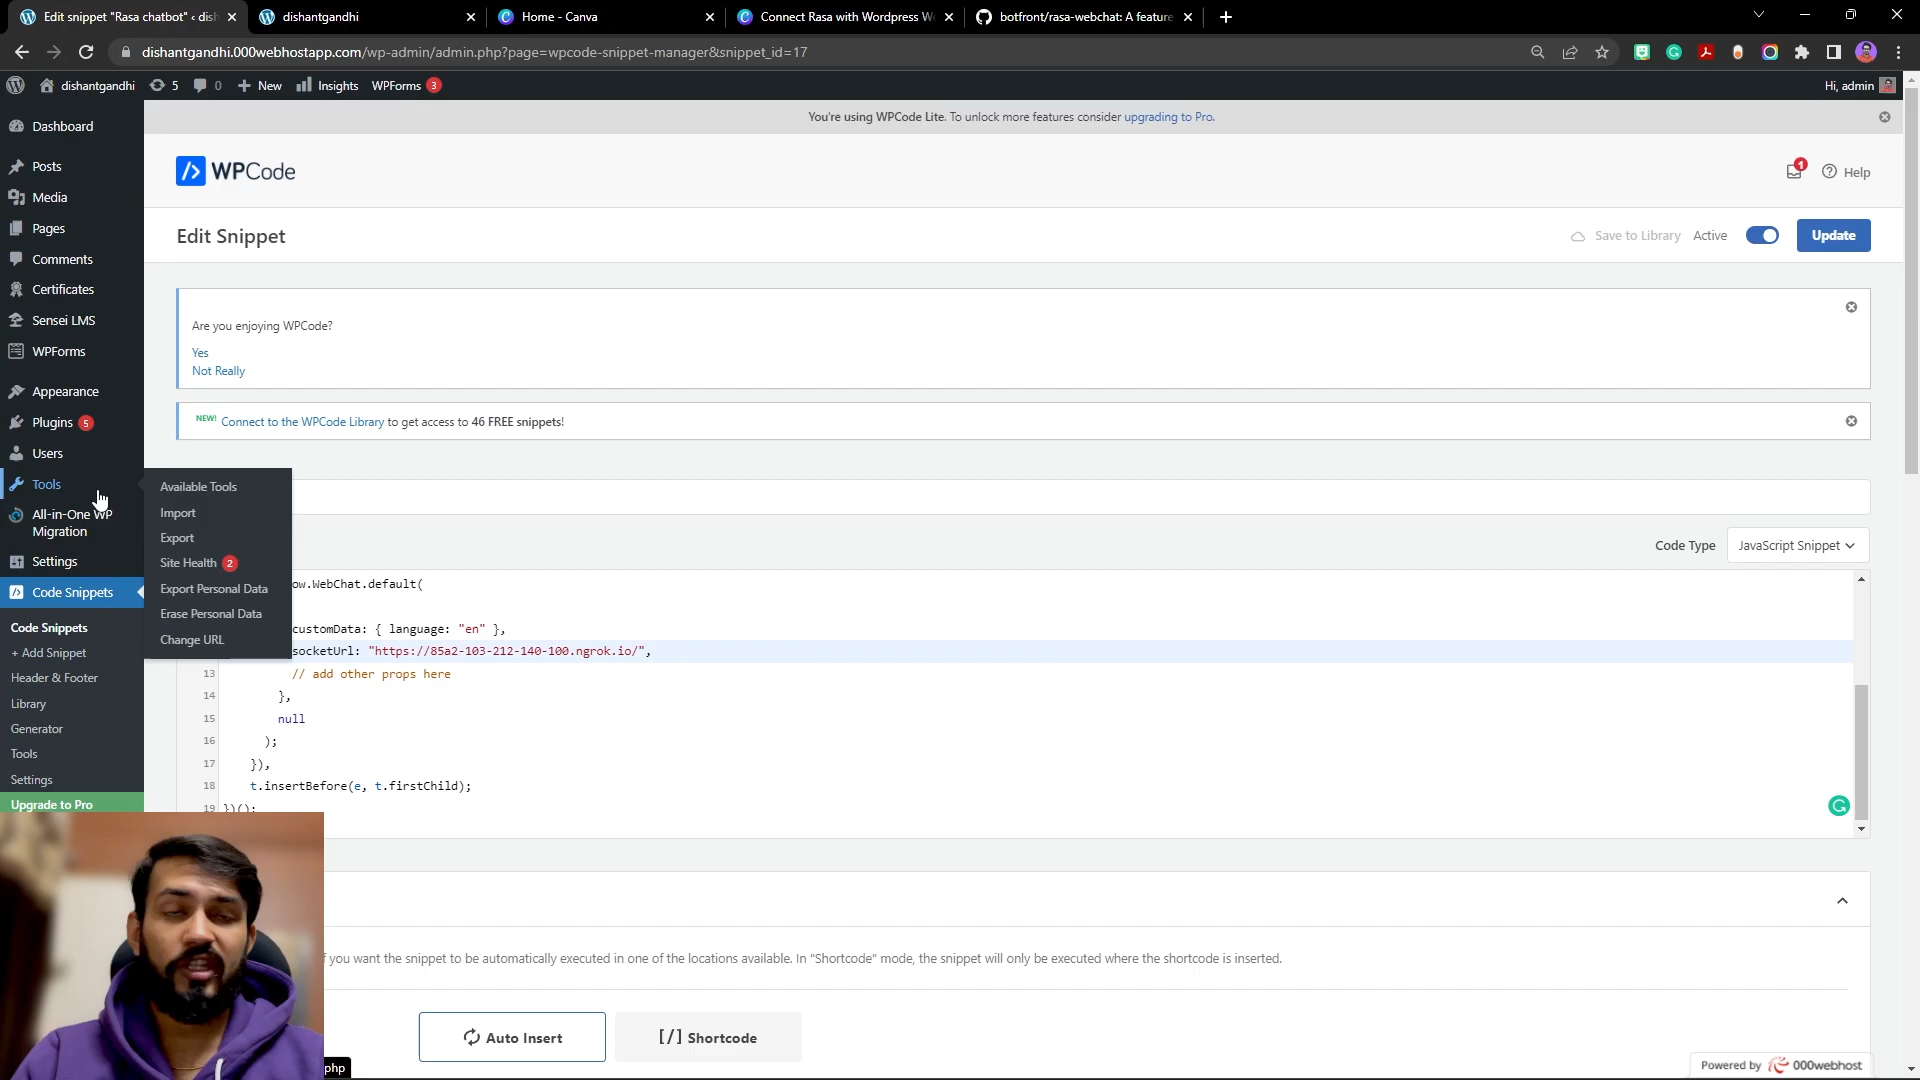 Edit snippet "Rasa chatbot" < dish
dishantgandhi
Home - Canva
Connect Rasa with Wordpress W
botfront/rasa-webchat: A feature
dishantgandhi.000webhostapp.com/wp-admin/admin.php?page=wpcode-snippet-manager&snippet_id=17
dishantgandhi
5
0
New
Insights
WPForms 3
Hi, admin
Dashboard
Posts
Media
Pages
Comments
Certificates
Sensei LMS
WPForms
Appearance
Plugins 5
Users
Tools
All-in-One WP
Migration
Settings
Code Snippets
Code Snippets
+ Add Snippet
Header & Footer
Library
Generator
Tools
Settings
Upgrade to Pro
Available Tools
Import
Export
Site Health 2
Export Personal Data
Erase Personal Data
Change URL
You're using WPCode Lite. To unlock more features consider upgrading to Pro.
WPCode
1
Help
Edit Snippet
Save to Library
Active
Update
Are you enjoying WPCode?
Yes
Not Really
NEW! Connect to the WPCode Library to get access to 46 FREE snippets!
Code Type
JavaScript Snippet
ow.WebChat.default(
customData: { language: "en" },
socketUrl: "https://85a2-103-212-140-100.ngrok.io/",
13 // add other props here
14 },
15 null
16 );
17 }),
18 t.insertBefore(e, t.firstChild);
19 })();
f you want the snippet to be automatically executed in one of the locations available. In "Shortcode" mode, the snippet will only be executed where the shortcode is inserted.
Auto Insert
[/] Shortcode
php
Powered by 000webhost